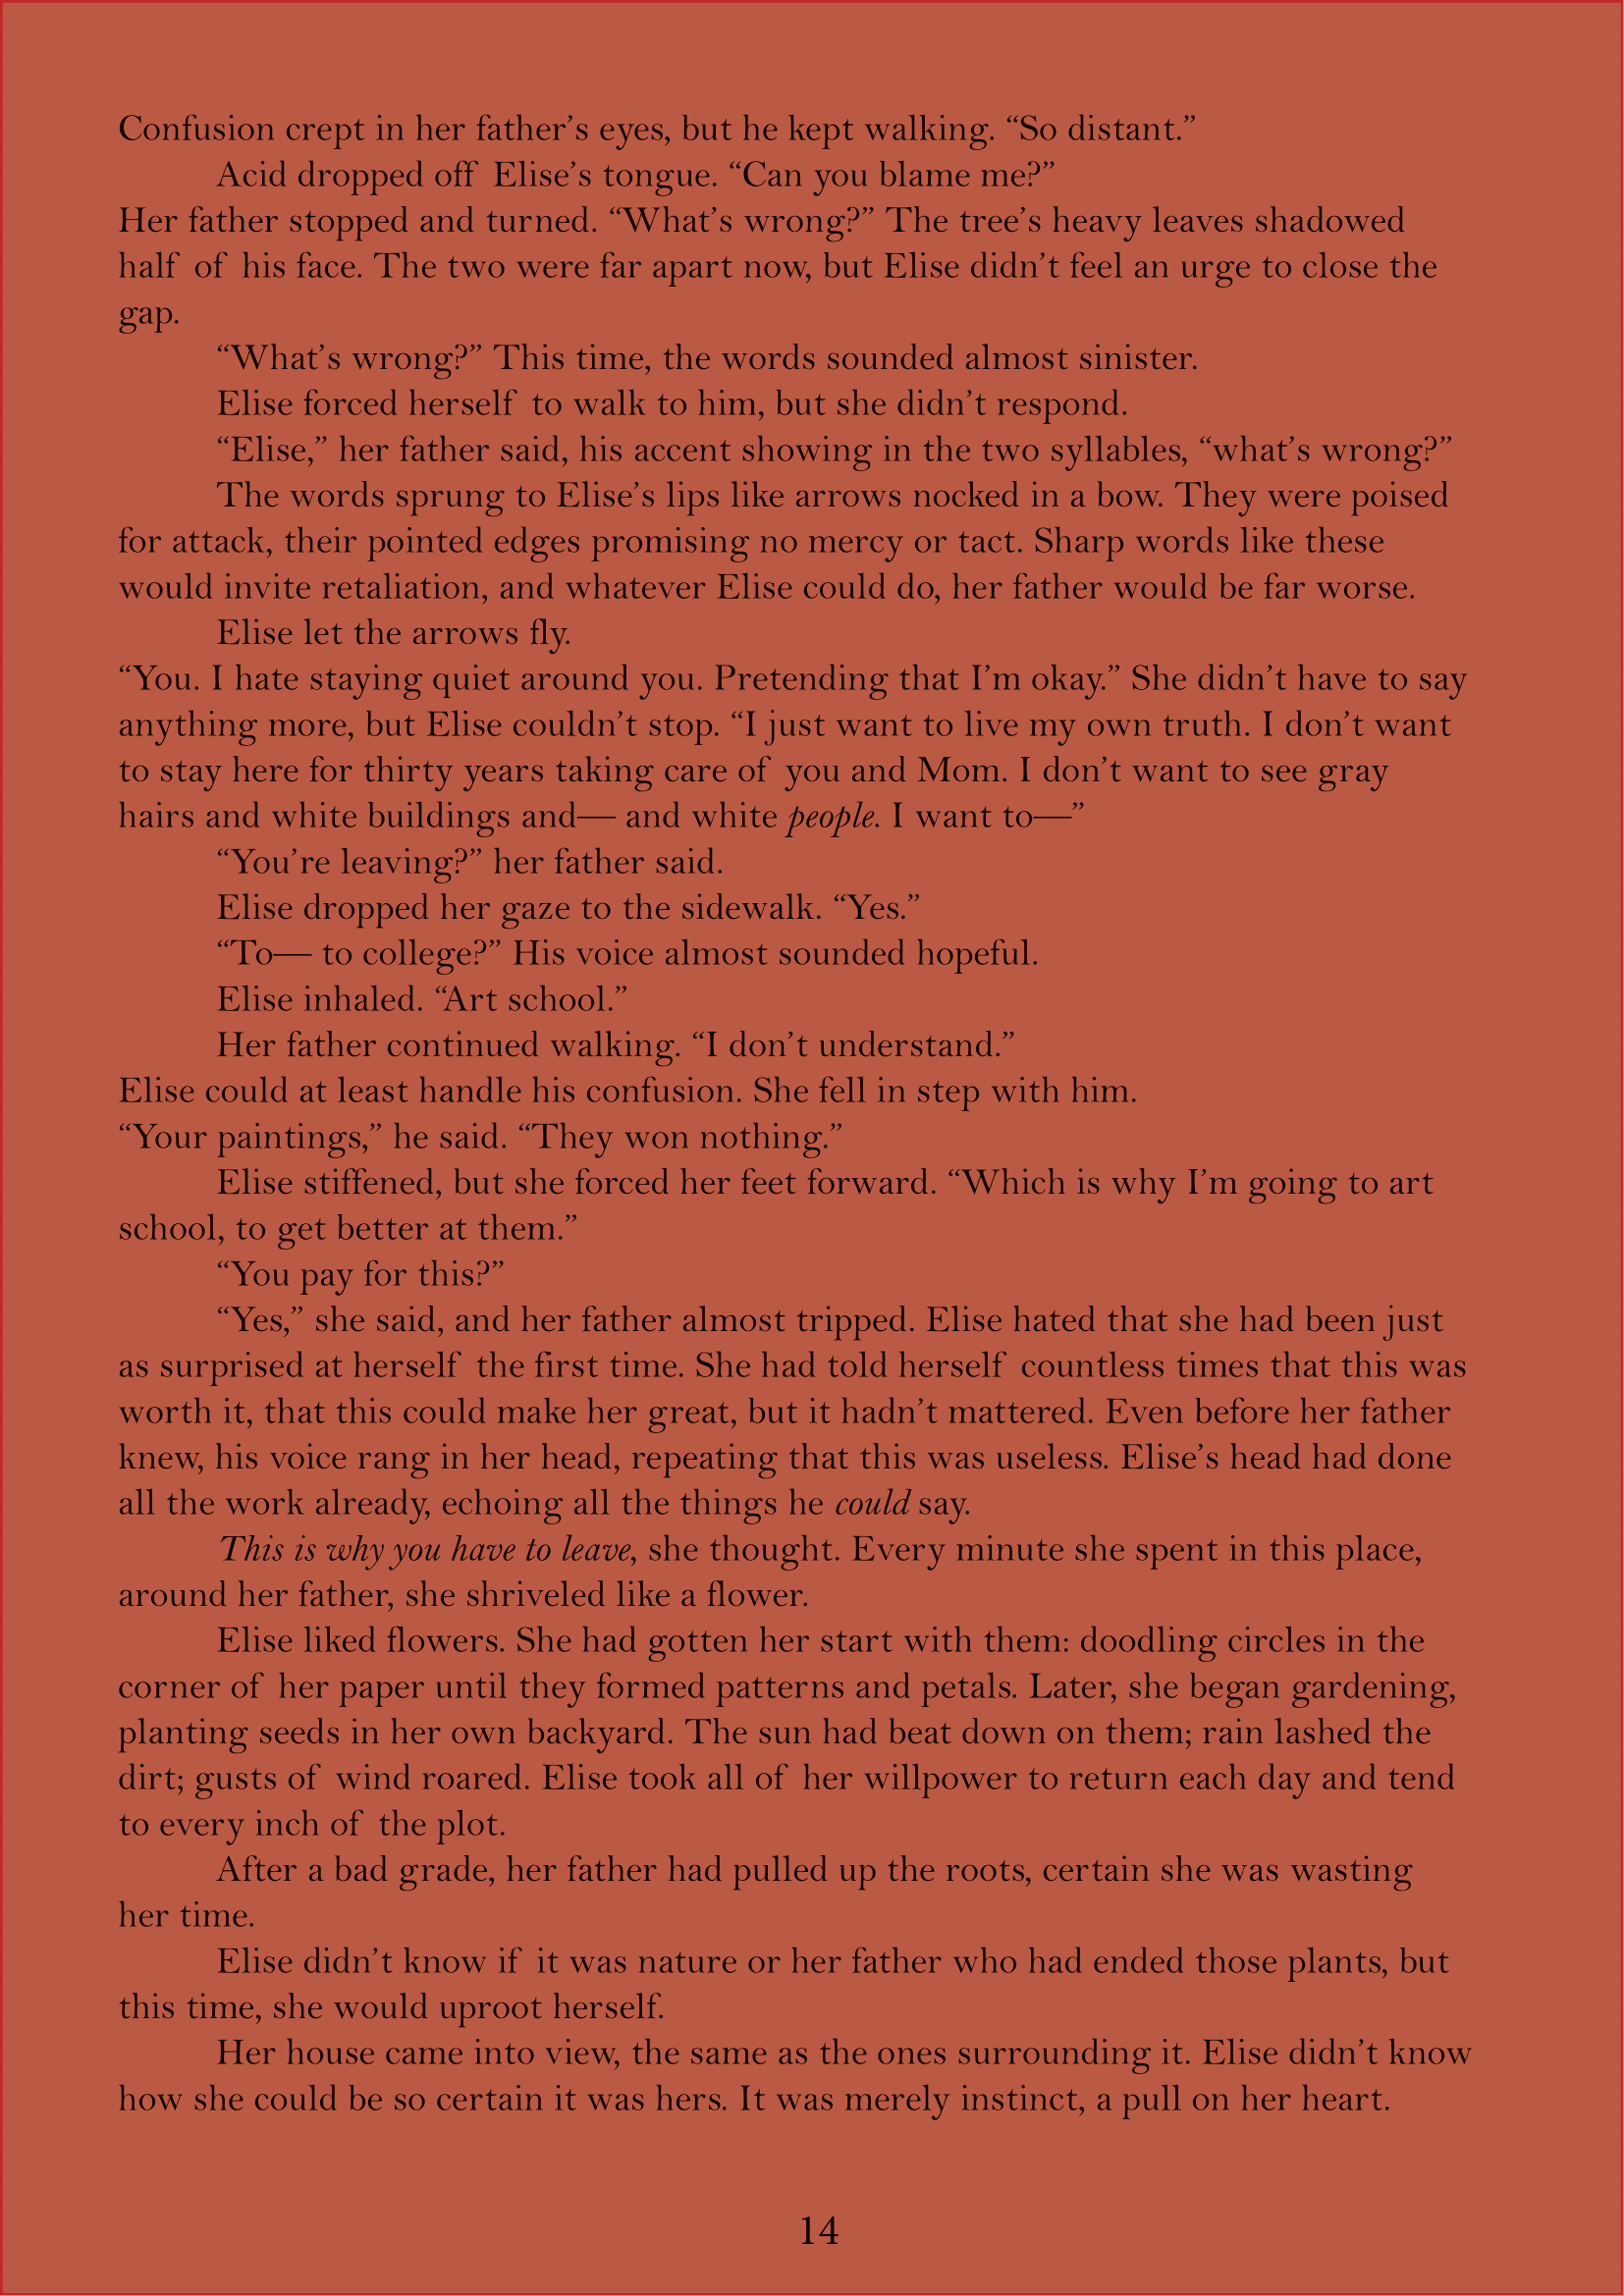 Confusion crept in her father’s eyes, but he kept walking. “So distant.”
Acid dropped off Elise’s tongue. “Can you blame me?”
Her father stopped and turned. “What’s wrong?” The tree’s heavy leaves shadowed
half of his face. The two were far apart now, but Elise didn’t feel an urge to close the
gap.
“What’s wrong?” This time, the words sounded almost sinister.
Elise forced herself to walk to him, but she didn’t respond.
“Elise,” her father said, his accent showing in the two syllables, “what’s wrong?”
The words sprung to Elise’s lips like arrows nocked in a bow. They were poised
for attack, their pointed edges promising no mercy or tact. Sharp words like these
would invite retaliation, and whatever Elise could do, her father would be far worse.
Elise let the arrows fly.
“You. I hate staying quiet around you. Pretending that I’m okay.” She didn’t have to say
anything more, but Elise couldn’t stop. “I just want to live my own truth. I don’t want
to stay here for thirty years taking care of you and Mom. I don’t want to see gray
hairs and white buildings and— and white people. I want to—”
“You’re leaving?” her father said.
Elise dropped her gaze to the sidewalk. “Yes.”
“To— to college?” His voice almost sounded hopeful.
Elise inhaled. “Art school.”
Her father continued walking. “I don’t understand.”
Elise could at least handle his confusion. She fell in step with him.
“Your paintings,” he said. “They won nothing.”
Elise stiffened, but she forced her feet forward. “Which is why I’m going to art
school, to get better at them.”
“You pay for this?”
“Yes,” she said, and her father almost tripped. Elise hated that she had been just
as surprised at herself the first time. She had told herself countless times that this was
worth it, that this could make her great, but it hadn’t mattered. Even before her father
knew, his voice rang in her head, repeating that this was useless. Elise’s head had done
all the work already, echoing all the things he could say.
This is why you have to leave, she thought. Every minute she spent in this place,
around her father, she shriveled like a flower.
Elise liked flowers. She had gotten her start with them: doodling circles in the
corner of her paper until they formed patterns and petals. Later, she began gardening,
planting seeds in her own backyard. The sun had beat down on them; rain lashed the
dirt; gusts of wind roared. Elise took all of her willpower to return each day and tend
to every inch of the plot.
After a bad grade, her father had pulled up the roots, certain she was wasting
her time.
Elise didn’t know if it was nature or her father who had ended those plants, but
this time, she would uproot herself.
Her house came into view, the same as the ones surrounding it. Elise didn’t know
how she could be so certain it was hers. It was merely instinct, a pull on her heart.
14